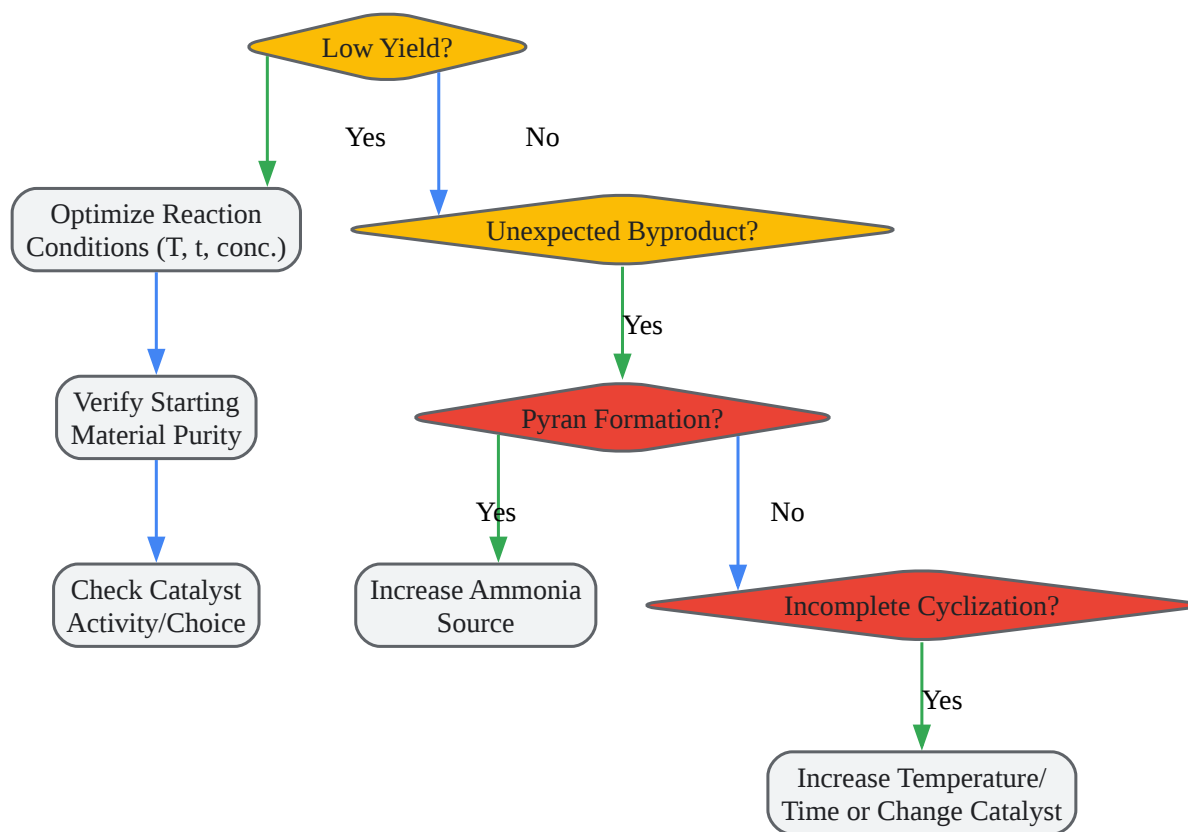 Low Yield?
Yes
No
Optimize Reaction
Conditions (T, t, conc.)
Unexpected Byproduct?
Yes
Verify Starting
Material Purity
Pyran Formation?
Yes
No
Check Catalyst
Activity/Choice
Increase Ammonia
Source
Incomplete Cyclization?
Yes
Increase Temperature/
Time or Change Catalyst